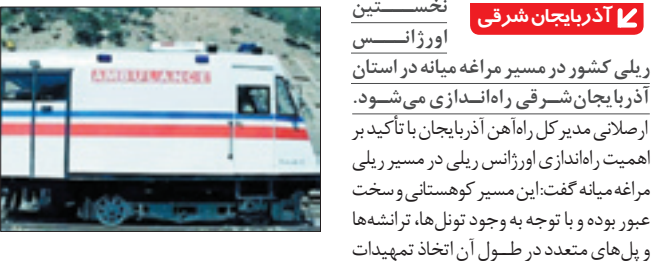 آذربایجان شرقی
نخستین
اورژانس
ریلی کشور در مسیر مراغه میانه در استان
آذربایجان شرقی راه‌اندازی می‌شود.
ارصلانی مدیرکل راه‌آهن آذربایجان با تأکید بر
اهمیت راه‌اندازی اورژانس ریلی در مسیر ریلی
مراغه میانه گفت: این مسیر کوهستانی و سخت
عبور بوده و با توجه به وجود تونل‌ها، ترانشه‌ها
و پل‌های متعدد در طول آن اتخاذ تمهیدات
AMBULANCE